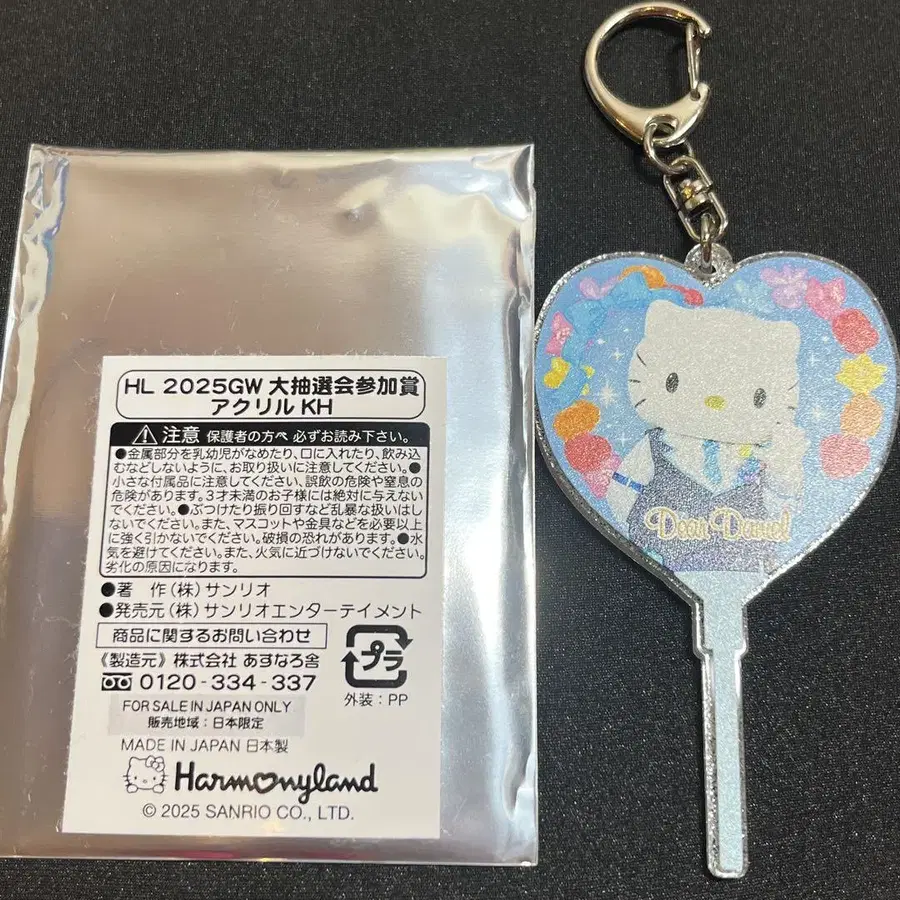 HL 2025GW 大抽選会参加賞
アクリルKH
⚠注意 保護者の方へ 必ずお読み下さい。
●金属部分を乳幼児がなめたり、口に入れたり、飲み込
むなどしないように、お取り扱いに注意してください。●
小さな付属品に注意してください。誤飲の危険や窒息の
危険があります。3才未満のお子様には絶対に与えない
でください。●ぶつけたり振り回すなど乱暴な扱いはし
ないでください。また、マスコットや金具などを必要以上
に強く引かないでください。破損の恐れがあります。●水
気を避けてください。また、火気に近づけないでください。
劣化の原因になります。
●著 作(株)サンリオ
●発売元(株)サンリオエンターテイメント
商品に関するお問い合わせ
《製造元》株式会社 あすなろ舎
0120-334-337
プラ
外装:PP
FOR SALE IN JAPAN ONLY
販売地域:日本限定
MADE IN JAPAN 日本製
Harmonyland
© 2025 SANRIO CO., LTD.
Dear Daniel